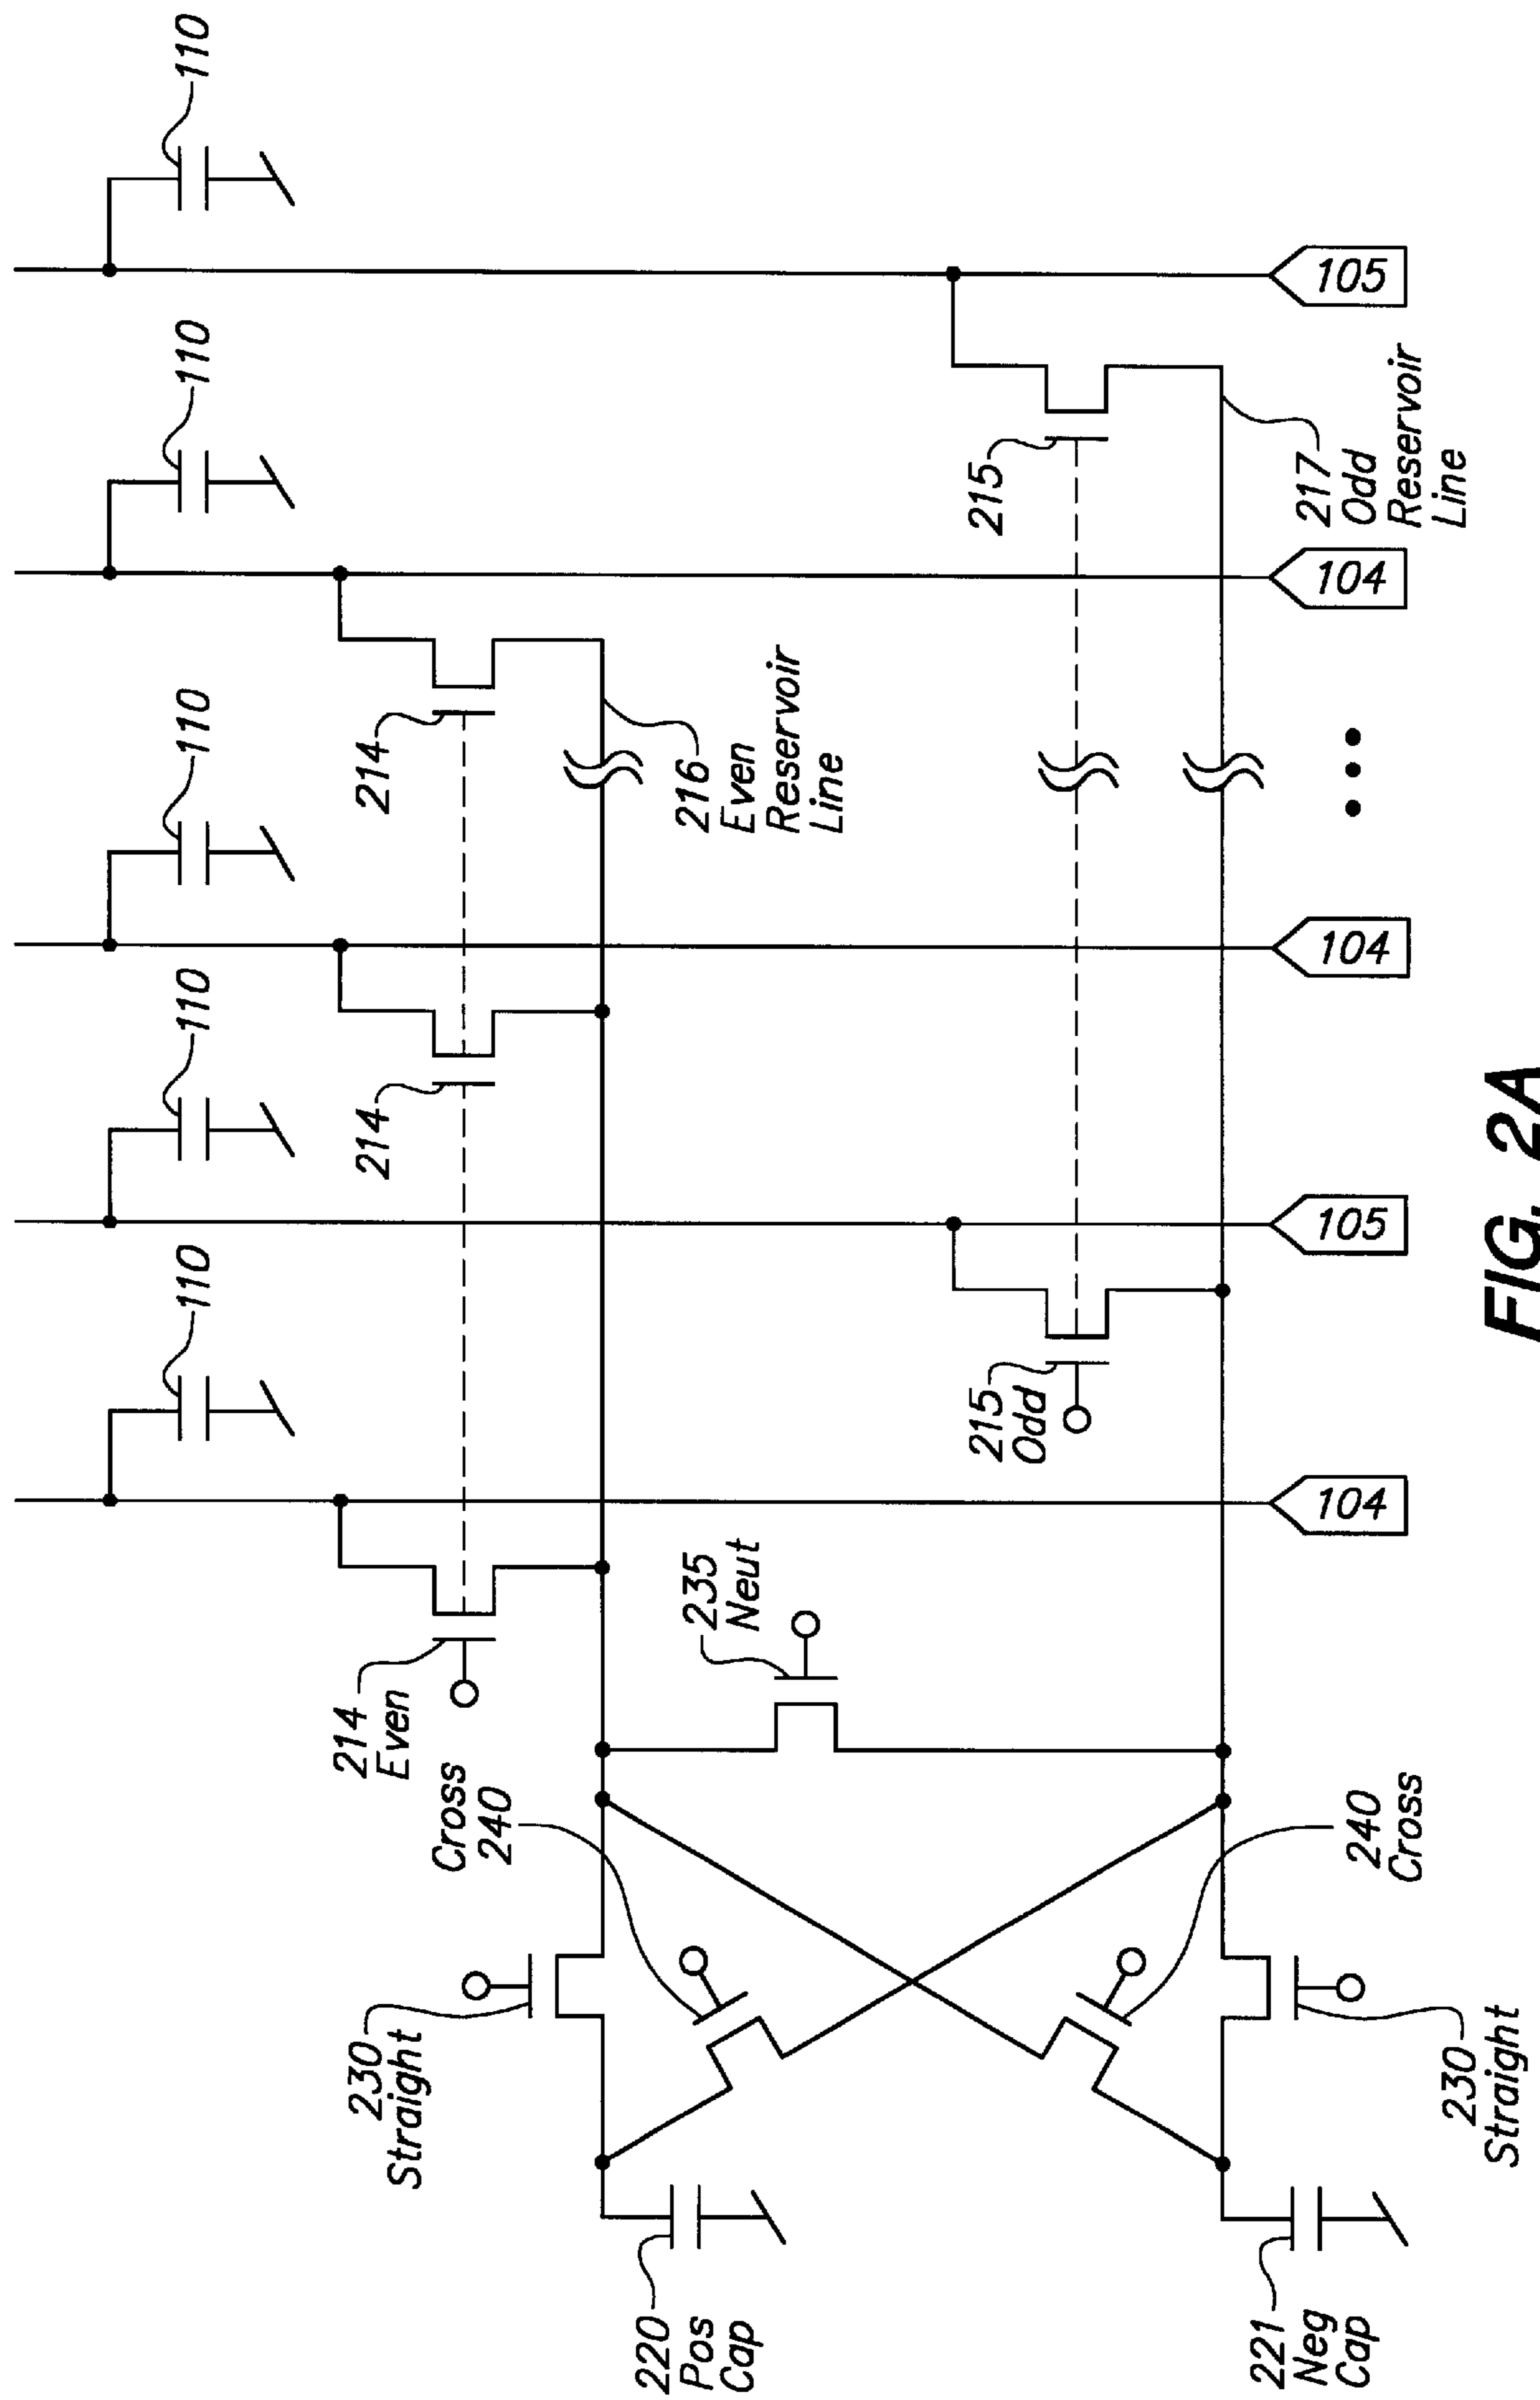 110
110
110
110
110
214
Even
214
214
230
Straight
Cross
240
235
Neut
216
Even
Reservoir
Line
220
Pos
Cap
215
Odd
215
240
Cross
217
Odd
Reservoir
Line
221
Neg
Cap
230
Straight
104
105
104
104
105
FIG. 2A